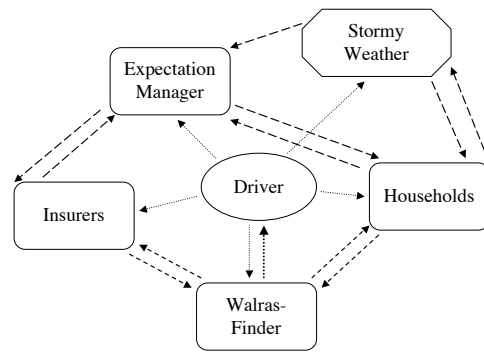 Stormy
Weather
Expectation
Manager
Driver
Households
Insurers
Walras-
Finder